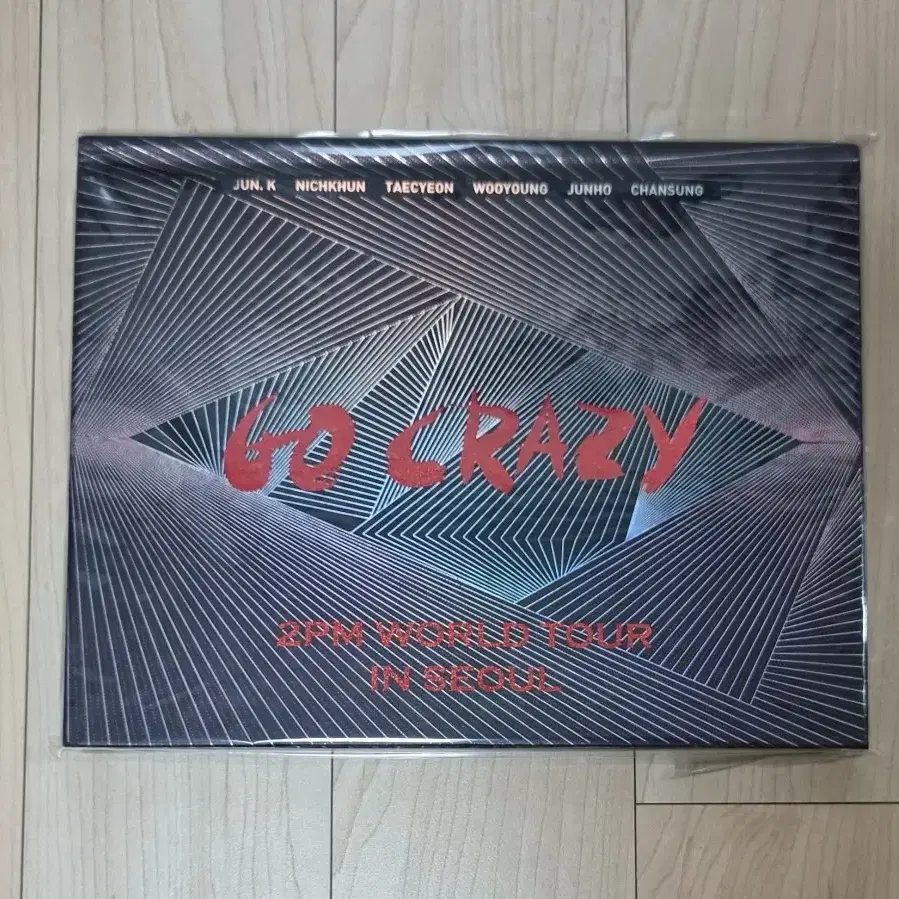 JUN. K NICHKHUN TAECYEON WOOYOUNG JUNHO CHANSUNG
GO CRAZY
2PM WORLD TOUR
IN SEOUL